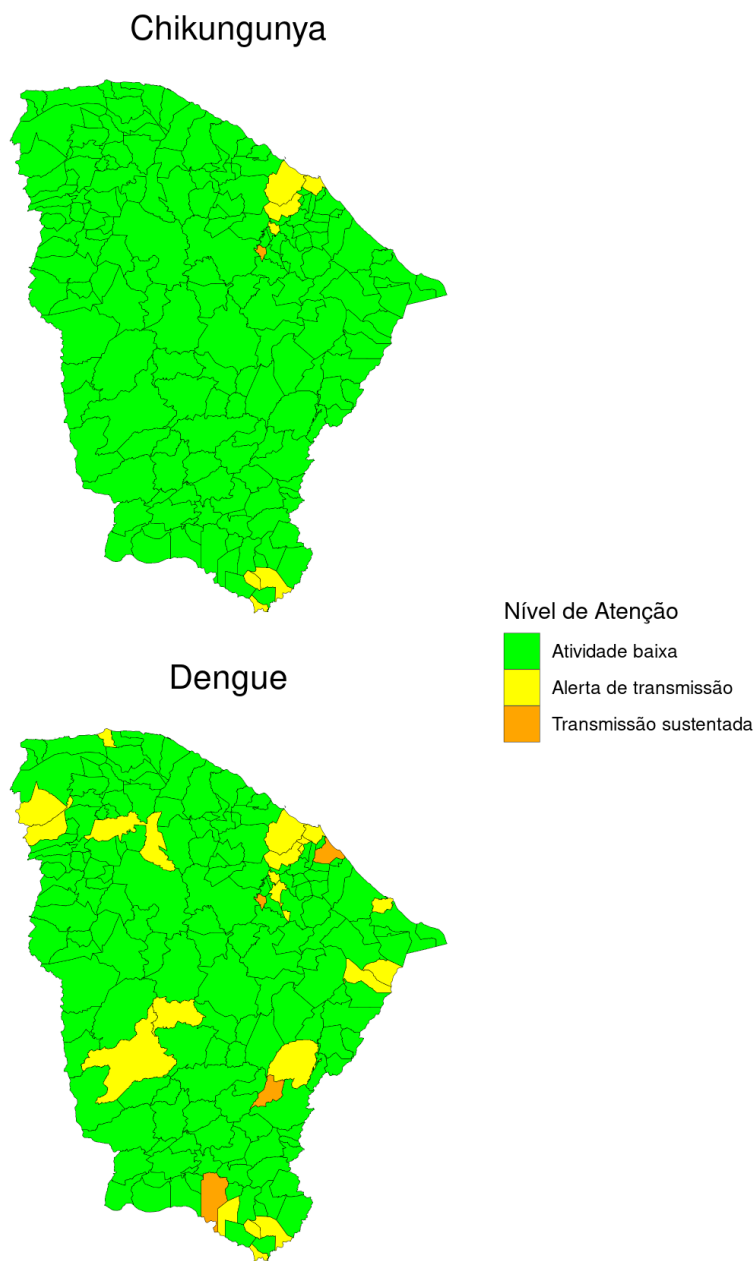 Chikungunya
Nível de Atenção
Atividade baixa
Alerta de transmissão
Transmissão sustentada
Dengue